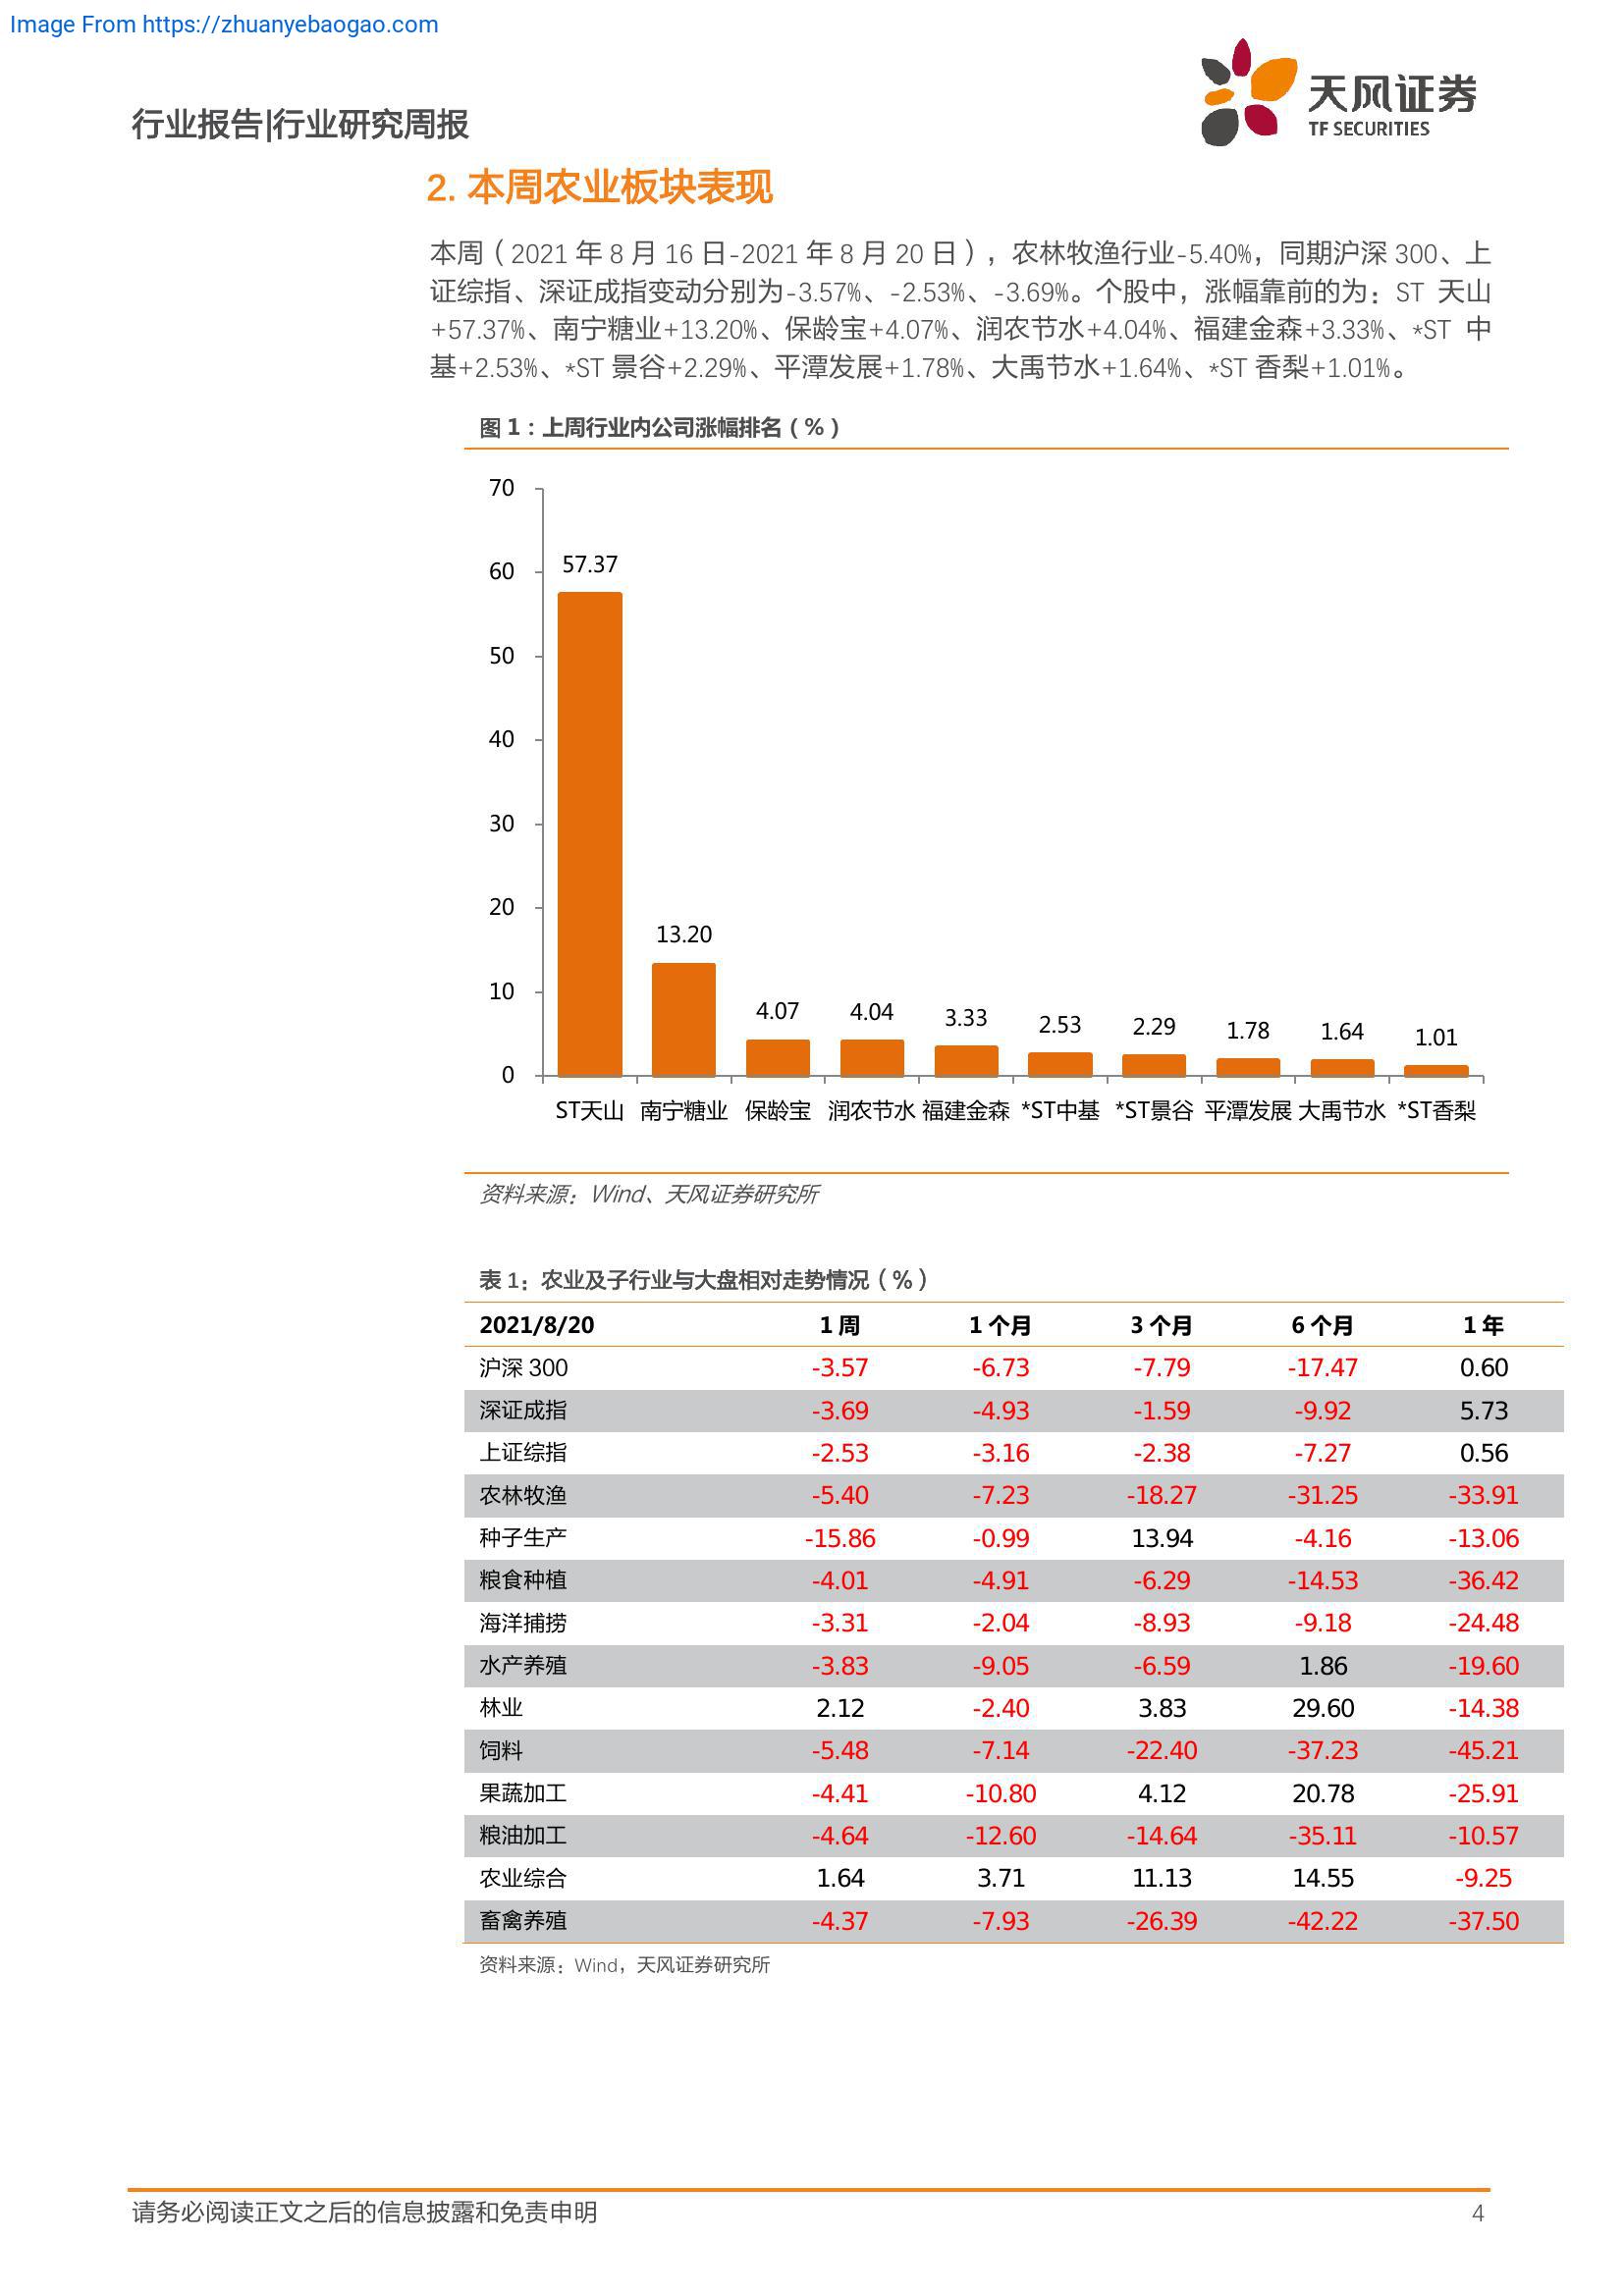 Image From https://zhuanyebaogao.com
行业报告|行业研究周报
天风证券
TF SECURITIES
2. 本周农业板块表现
本周（2021 年 8 月 16 日-2021 年 8 月 20 日），农林牧渔行业-5.40%，同期沪深 300、上
证综指、深证成指变动分别为-3.57%、-2.53%、-3.69%。个股中，涨幅靠前的为：ST 天山
+57.37%、南宁糖业+13.20%、保龄宝+4.07%、润农节水+4.04%、福建金森+3.33%、*ST 中
基+2.53%、*ST 景谷+2.29%、平潭发展+1.78%、大禹节水+1.64%、*ST 香梨+1.01%。
图 1：上周行业内公司涨幅排名（%）
70
60
50
40
30
20
10
0
57.37 13.20 4.07 4.04 3.33 2.53 2.29 1.78 1.64 1.01
ST天山 南宁糖业 保龄宝 润农节水 福建金森 *ST中基 *ST景谷 平潭发展 大禹节水 *ST香梨
资料来源：Wind、天风证券研究所
表 1：农业及子行业与大盘相对走势情况（%）
2021/8/20 1 周 1 个月 3 个月 6 个月 1 年
沪深 300 -3.57 -6.73 -7.79 -17.47 0.60
深证成指 -3.69 -4.93 -1.59 -9.92 5.73
上证综指 -2.53 -3.16 -2.38 -7.27 0.56
农林牧渔 -5.40 -7.23 -18.27 -31.25 -33.91
种子生产 -15.86 -0.99 13.94 -4.16 -13.06
粮食种植 -4.01 -4.91 -6.29 -14.53 -36.42
海洋捕捞 -3.31 -2.04 -8.93 -9.18 -24.48
水产养殖 -3.83 -9.05 -6.59 1.86 -19.60
林业 2.12 -2.40 3.83 29.60 -14.38
饲料 -5.48 -7.14 -22.40 -37.23 -45.21
果蔬加工 -4.41 -10.80 4.12 20.78 -25.91
粮油加工 -4.64 -12.60 -14.64 -35.11 -10.57
农业综合 1.64 3.71 11.13 14.55 -9.25
畜禽养殖 -4.37 -7.93 -26.39 -42.22 -37.50
资料来源：Wind，天风证券研究所
请务必阅读正文之后的信息披露和免责申明 4